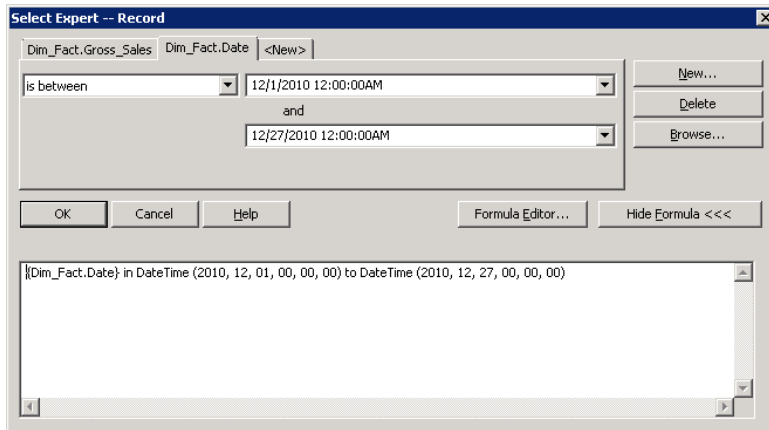 Select Expert -- Record
Dim_Fact.Gross_Sales Dim_Fact.Date <New>
is between 12/1/2010 12:00:00AM New...
and Delete
12/27/2010 12:00:00AM Browse...
OK Cancel Help Formula Editor... Hide Formula <<<
{Dim_Fact.Date} in DateTime (2010, 12, 01, 00, 00, 00) to DateTime (2010, 12, 27, 00, 00, 00)